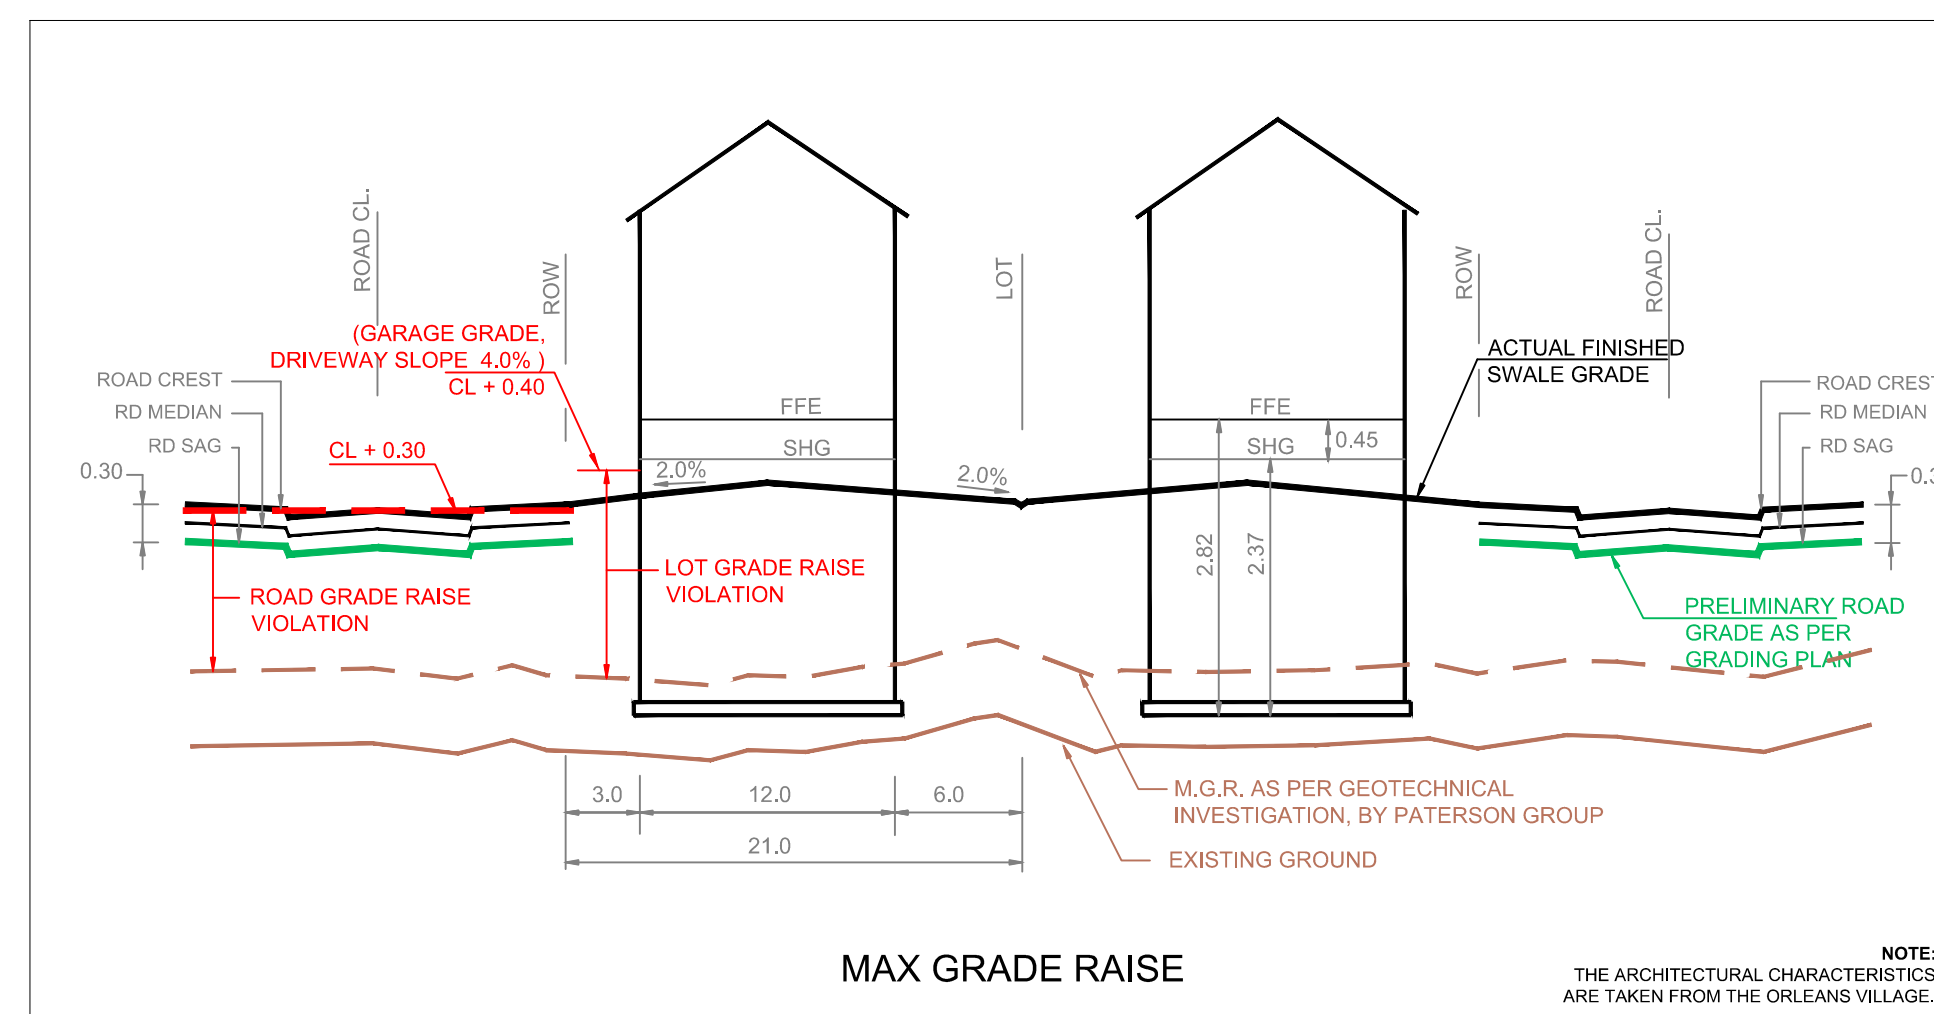 ROAD CL.
ROW
LOT
ROW
ROAD CL.
(GARAGE GRADE,
DRIVEWAY SLOPE 4.0% )
CL + 0.40
ACTUAL FINISHED
SWALE GRADE
ROAD CREST
RD MEDIAN
RD SAG
0.30
CL + 0.30
FFE
SHG
2.0%
2.0%
FFE
SHG
0.45
2.82
2.37
ROAD CREST
RD MEDIAN
RD SAG
ROAD GRADE RAISE
VIOLATION
LOT GRADE RAISE
VIOLATION
PRELIMINARY ROAD
GRADE AS PER
GRADING PLAN
3.0
12.0
6.0
21.0
M.G.R. AS PER GEOTECHNICAL
INVESTIGATION, BY PATERSON GROUP
EXISTING GROUND
MAX GRADE RAISE
NOTE:
THE ARCHITECTURAL CHARACTERISTICS
ARE TAKEN FROM THE ORLEANS VILLAGE.